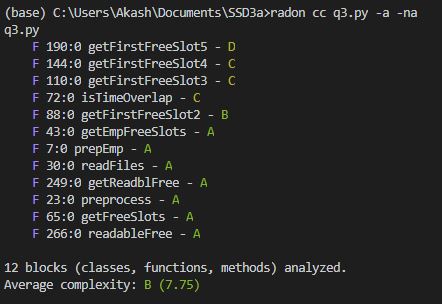 (base) C:\Users\Akash\Documents\SSD3a>radon cc q3.py -a -na
q3.py
    F 190:0 getFirstFreeSlot5 - D
    F 144:0 getFirstFreeSlot4 - C
    F 110:0 getFirstFreeSlot3 - C
    F 72:0 isTimeOverlap - C
    F 88:0 getFirstFreeSlot2 - B
    F 43:0 getEmpFreeSlots - A
    F 7:0 prepEmp - A
    F 30:0 readFiles - A
    F 249:0 getReadblFree - A
    F 23:0 preprocess - A
    F 65:0 getFreeSlots - A
    F 266:0 readableFree - A
12 blocks (classes, functions, methods) analyzed.
Average complexity: B (7.75)